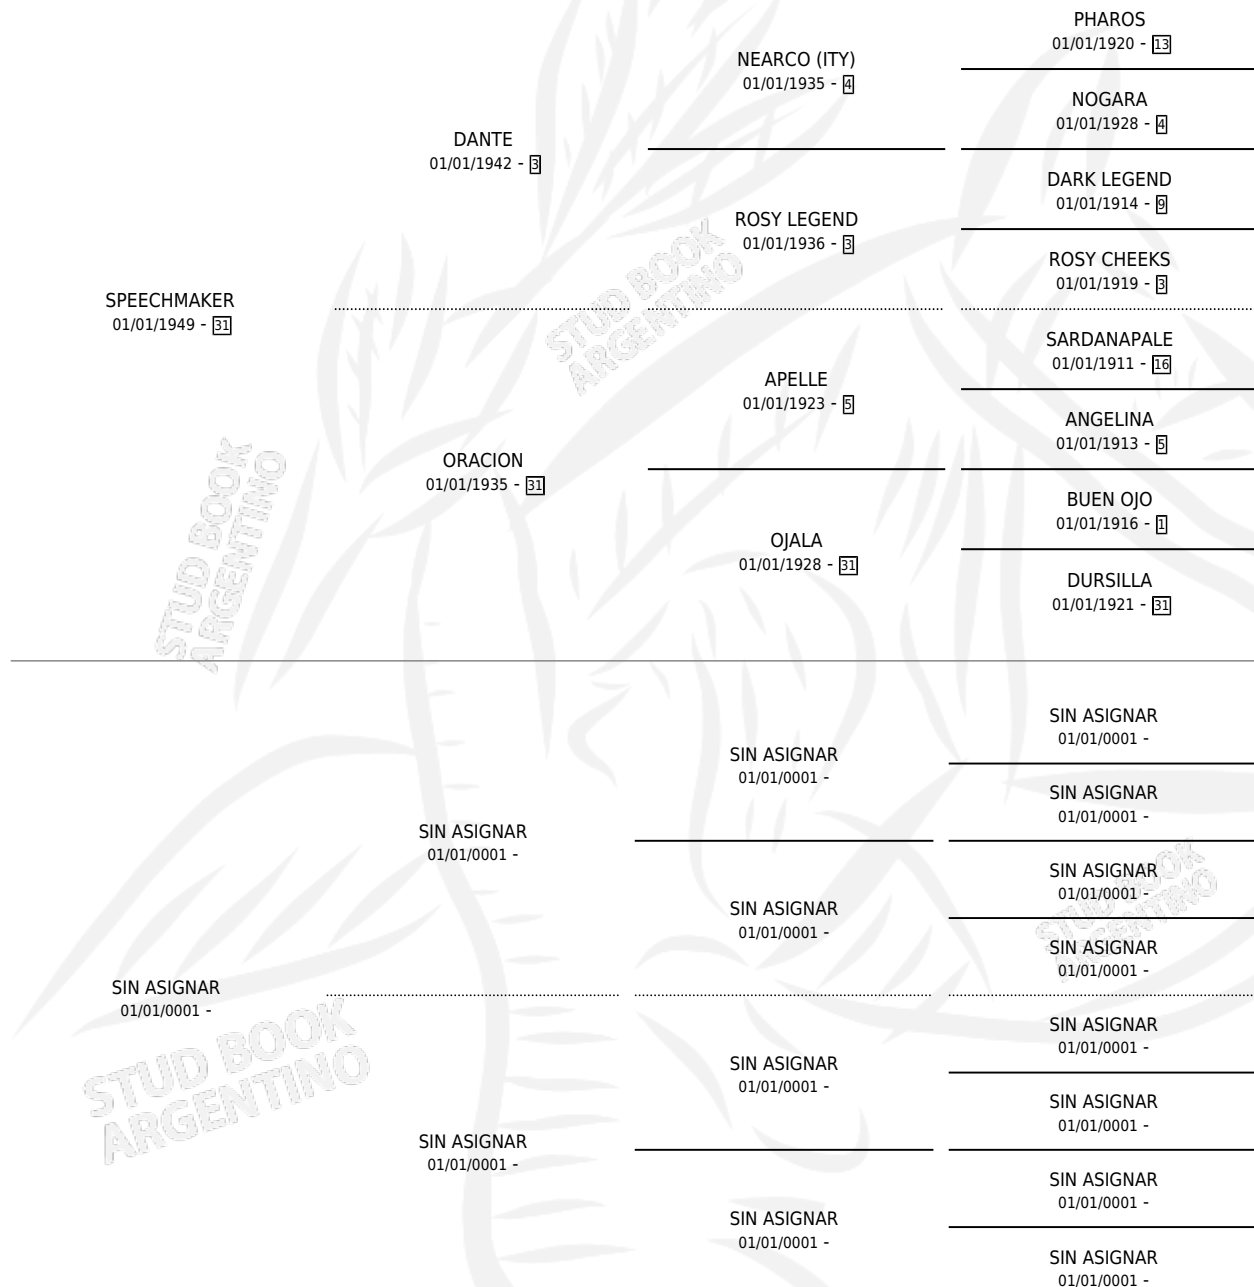 PHAROS
01/01/1920 - 13
NEARCO (ITY)
01/01/1935 - 4
NOGARA
01/01/1928 - 4
DANTE
01/01/1942 - 3
DARK LEGEND
01/01/1914 - 9
ROSY LEGEND
01/01/1936 - 3
ROSY CHEEKS
01/01/1919 - 3
SPEECHMAKER
01/01/1949 - 31
SARDANAPALE
01/01/1911 - 16
APELLE
01/01/1923 - 5
ANGELINA
01/01/1913 - 5
ORACION
01/01/1935 - 31
BUEN OJO
01/01/1916 - 1
OJALA
01/01/1928 - 31
DURSILLA
01/01/1921 - 31
STUD BOOK
ARGENTINO
STUD BOOK
ARGENTINO
SIN ASIGNAR
01/01/0001 -
SIN ASIGNAR
01/01/0001 -
SIN ASIGNAR
01/01/0001 -
SIN ASIGNAR
01/01/0001 -
SIN ASIGNAR
01/01/0001 -
SIN ASIGNAR
01/01/0001 -
SIN ASIGNAR
01/01/0001 -
SIN ASIGNAR
01/01/0001 -
SIN ASIGNAR
01/01/0001 -
SIN ASIGNAR
01/01/0001 -
SIN ASIGNAR
01/01/0001 -
SIN ASIGNAR
01/01/0001 -
SIN ASIGNAR
01/01/0001 -
SIN ASIGNAR
01/01/0001 -
SIN ASIGNAR
01/01/0001 -
STUD BOOK
ARGENTINO
STUD BOOK
ARGENTINO